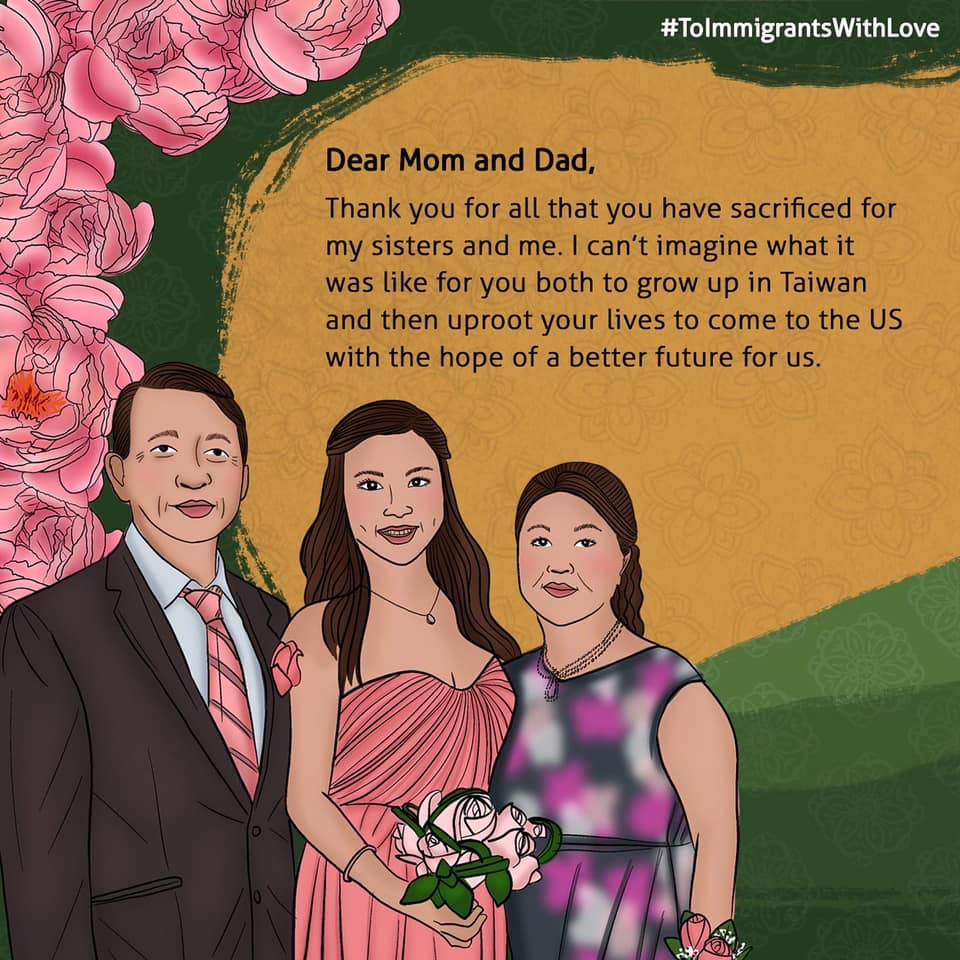 #ToImmigrantsWithLove
Dear Mom and Dad,
Thank you for all that you have sacrificed for
my sisters and me. I can’t imagine what it
was like for you both to grow up in Taiwan
and then uproot your lives to come to the US
with the hope of a better future for us.